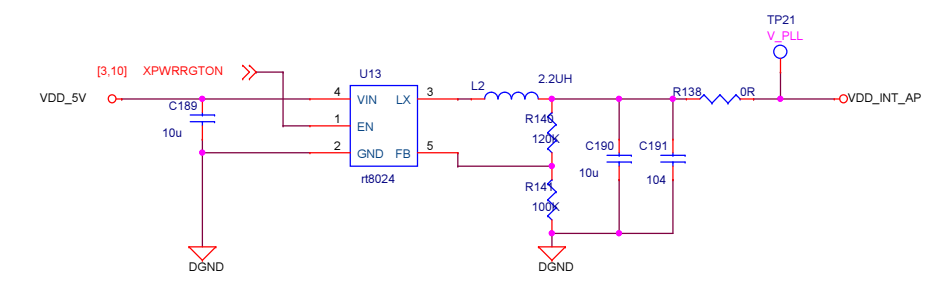 TP21
V_PLL
[3,10] XPWRRGTON
U13
L2
2.2UH
VDD_5V
C189
10u
4
VIN
LX
3
1
EN
2
GND
FB
5
rt8024
R138
0R
VDD_INT_AP
R140
120K
R141
100K
C190
10u
C191
104
DGND
DGND